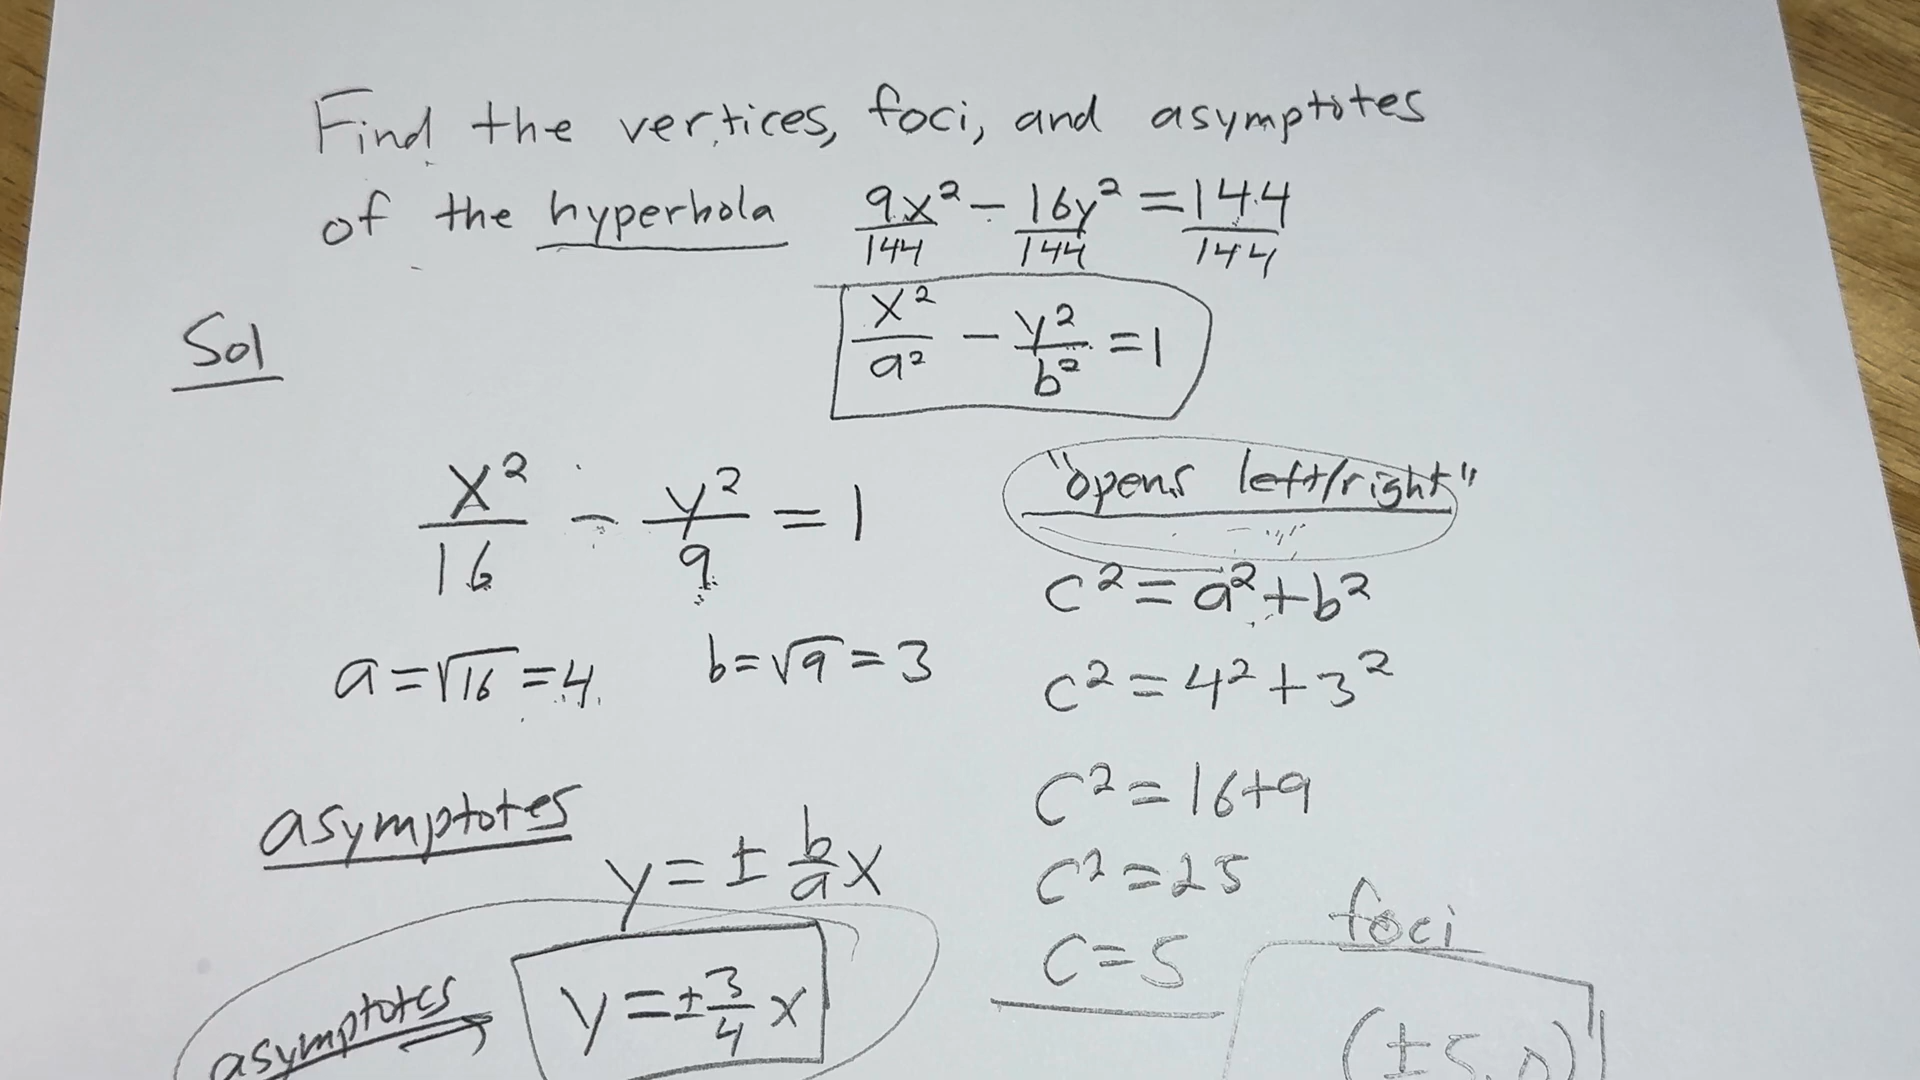 Find the vertices, foci, and asymptotes
of the hyperbola 9x²/144 − 16y²/144 = 144/144
x²/a² − y²/b² = 1
Sol
x²/16 − y²/9 = 1
"opens left/right"
c² = a² + b²
a = √16 = 4
b = √9 = 3
c² = 4² + 3²
c² = 16 + 9
asymptotes
y = ± b/a x
c² = 25
c = 5
foci
(±5, 0)
asymptotes → y = ± 3/4 x